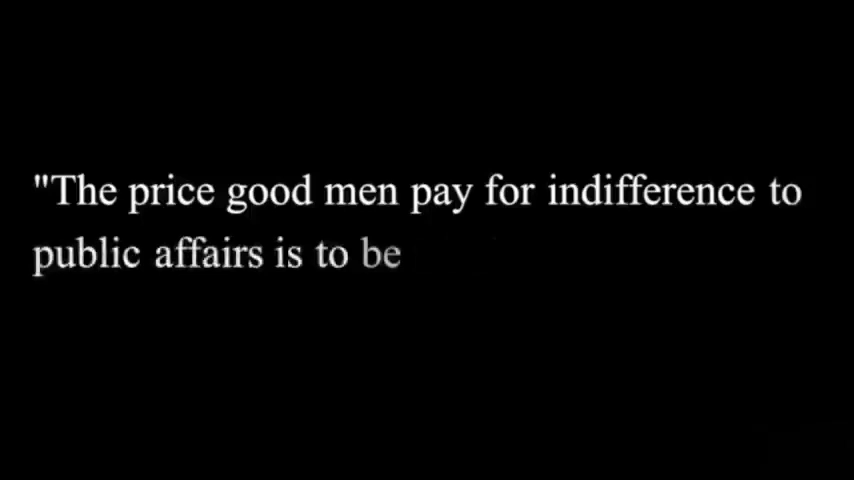 "The price good men pay for indifference to
public affairs is to be